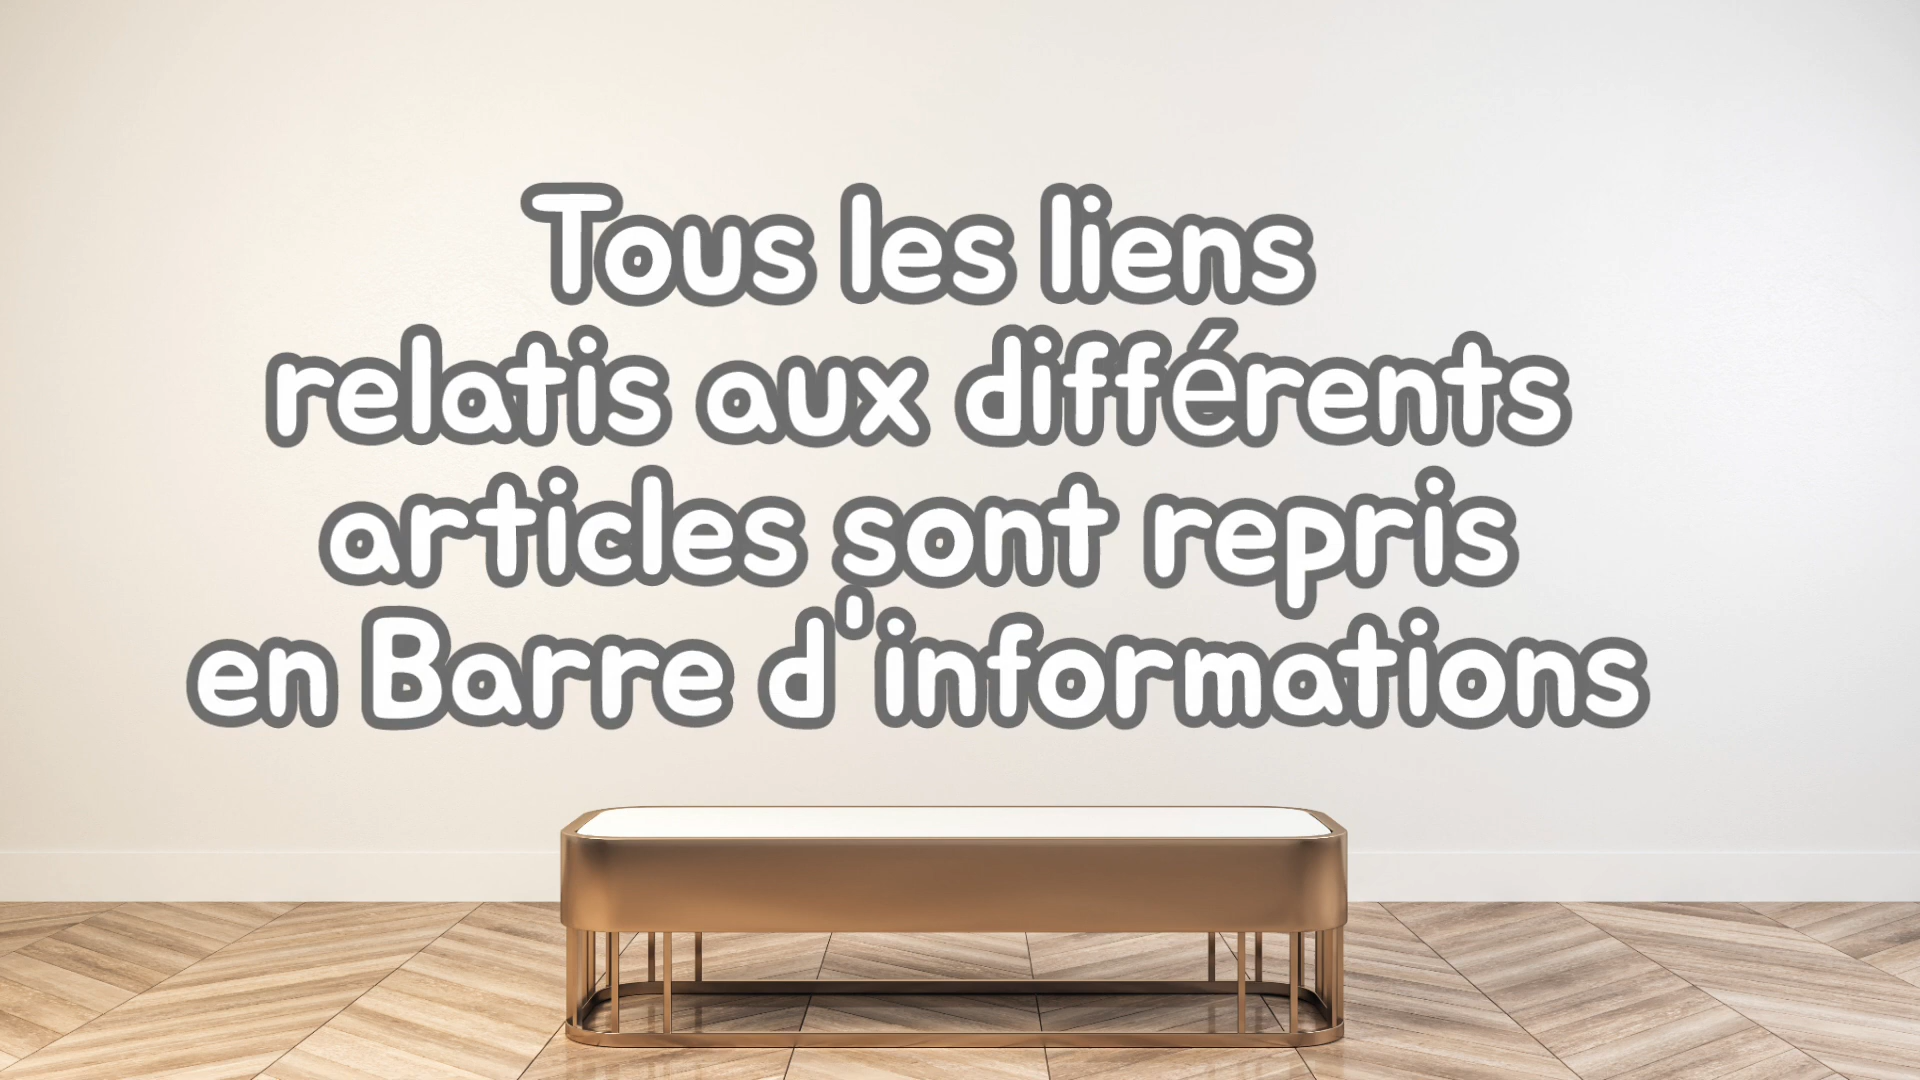 Tous les liens
relatis aux différents
articles sont repris
en Barre d'informations